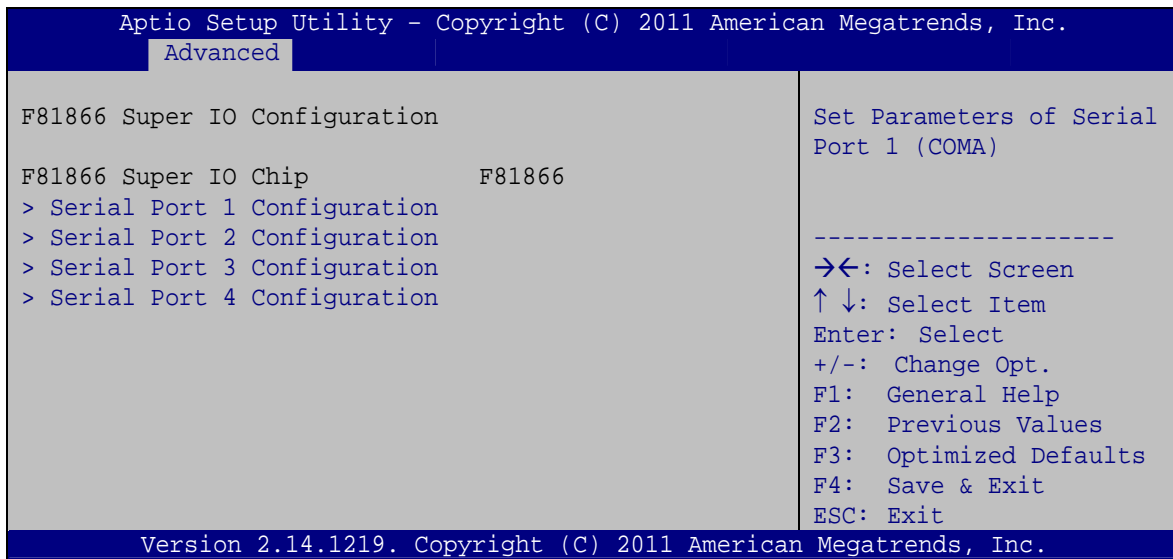 Aptio Setup Utility – Copyright (C) 2011 American Megatrends, Inc.
Advanced
F81866 Super IO Configuration
F81866 Super IO Chip F81866
> Serial Port 1 Configuration
> Serial Port 2 Configuration
> Serial Port 3 Configuration
> Serial Port 4 Configuration
Set Parameters of Serial
Port 1 (COMA)
---------------------
→←: Select Screen
↑ ↓: Select Item
Enter: Select
+/-: Change Opt.
F1: General Help
F2: Previous Values
F3: Optimized Defaults
F4: Save & Exit
ESC: Exit
Version 2.14.1219. Copyright (C) 2011 American Megatrends, Inc.